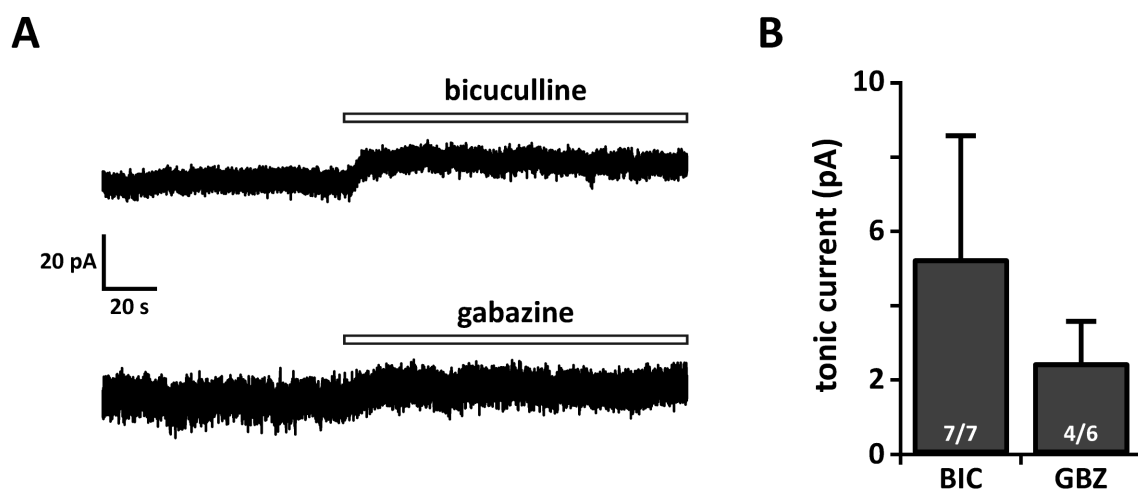 A
bicuculline
20 pA
20 s
gabazine
B
tonic current (pA)
10
6
2
0
7/7
4/6
BIC
GBZ